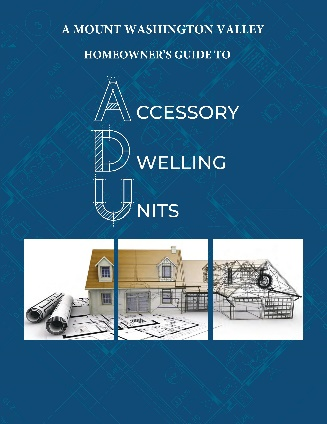 A MOUNT WASHINGTON VALLEY
HOMEOWNER'S GUIDE TO
ACCESSORY
DWELLING
UNITS